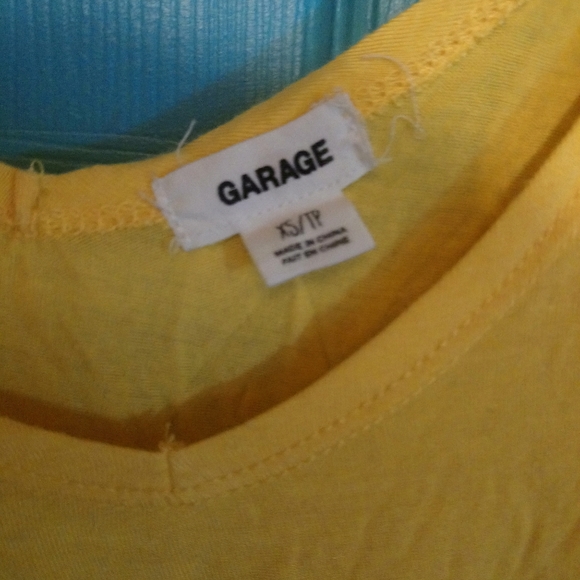 GARAGE
XS/TP
MADE IN CHINA
FAIT EN CHINE